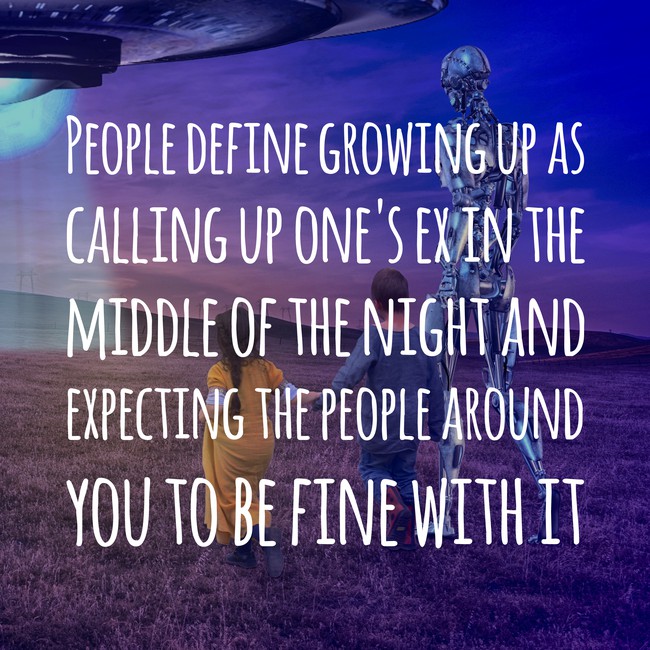 People define growing up as
calling up one's ex in the
middle of the night and
expecting the people around
you to be fine with it